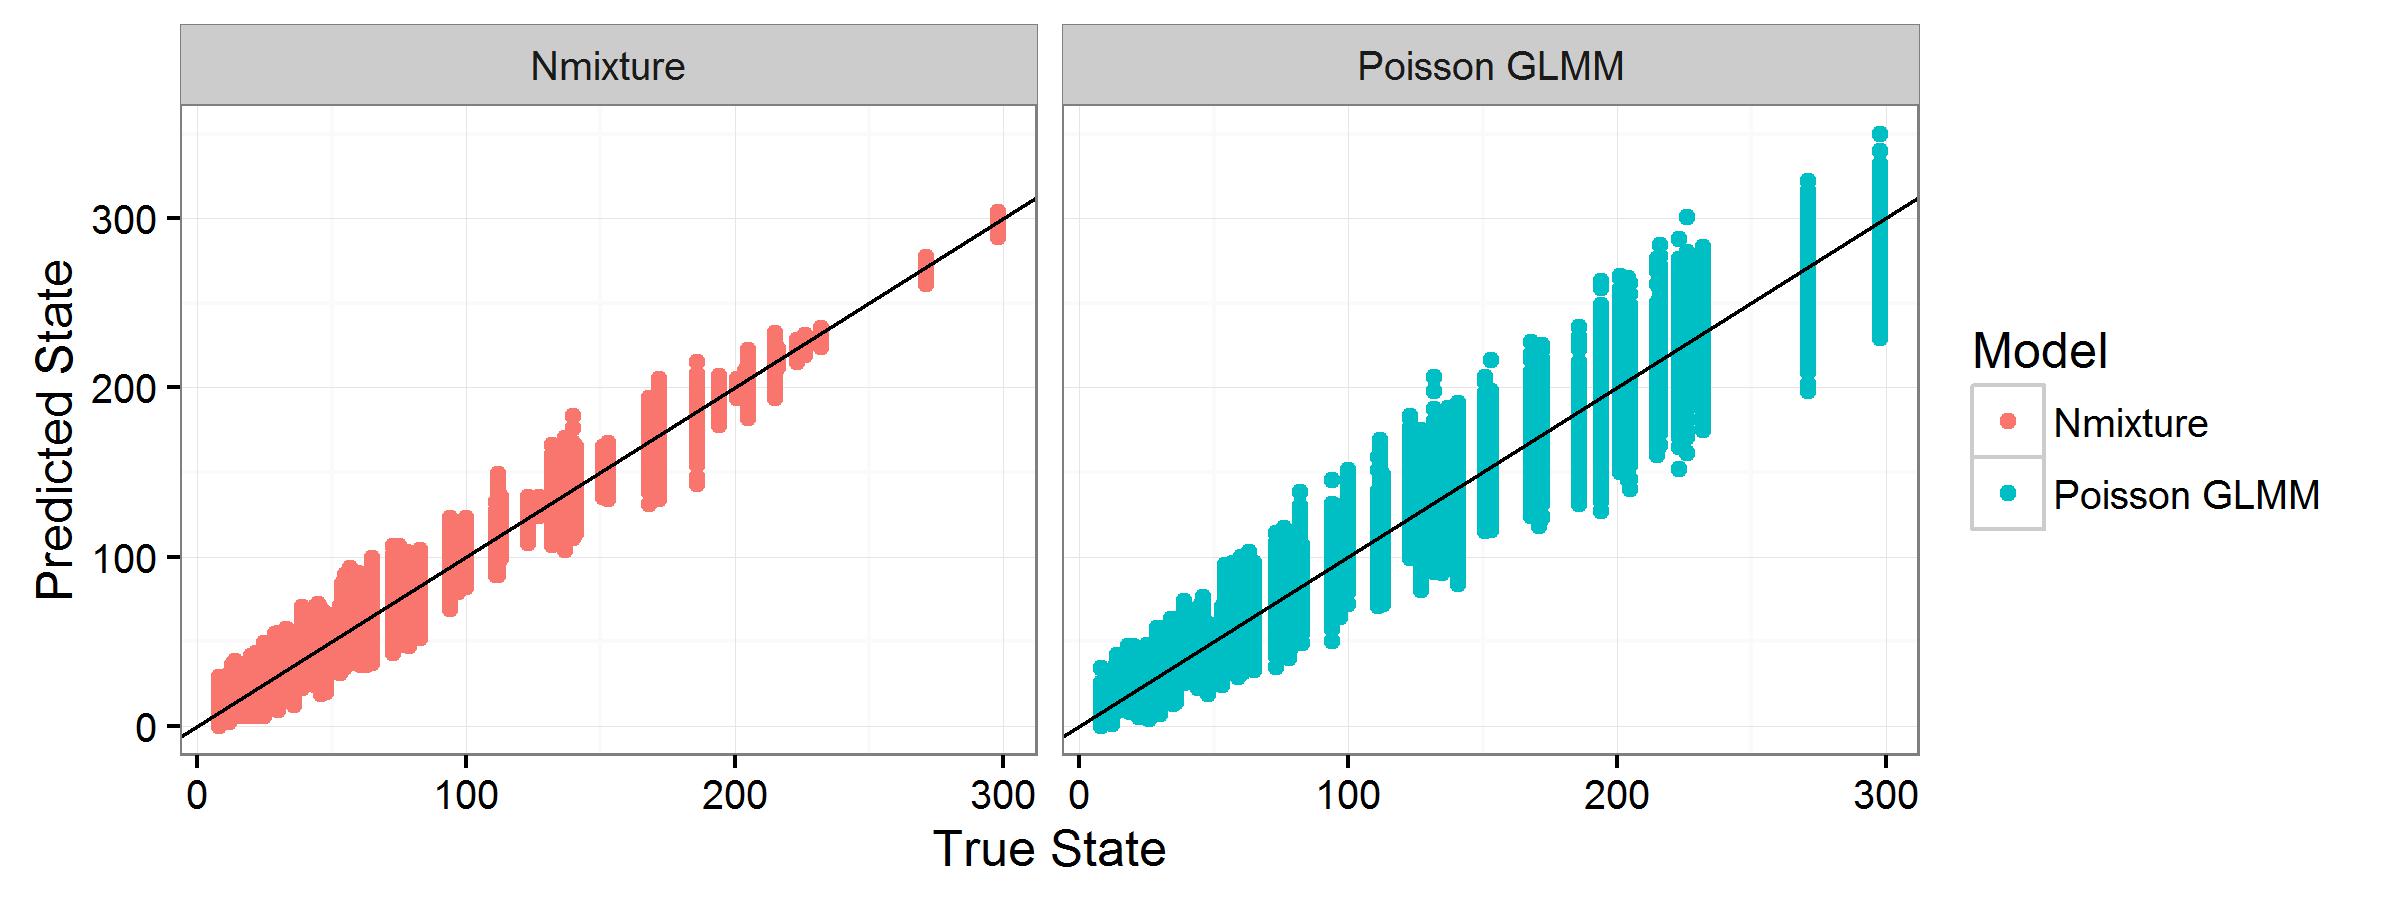 Nmixture
Poisson GLMM
Predicted State
300
200
100
0
0 100 200 300
0 100 200 300
True State
Model
Nmixture
Poisson GLMM